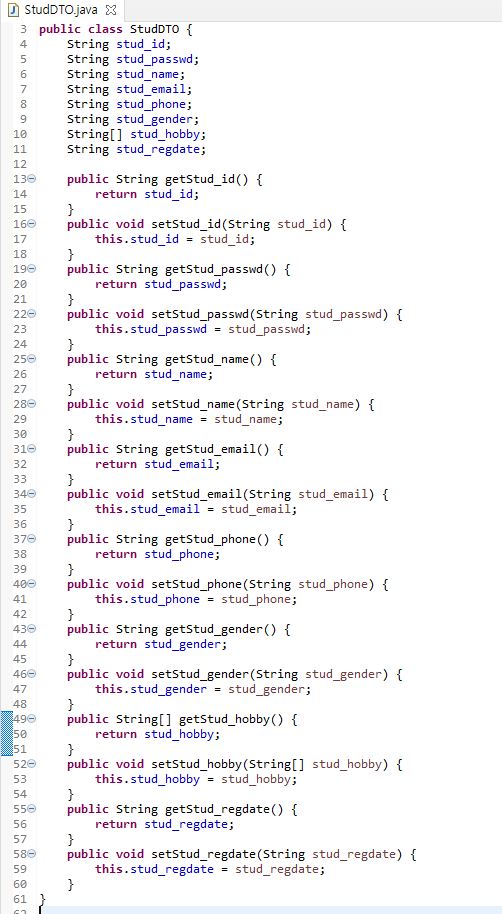 StudDTO.java
3 public class StudDTO {
4 String stud_id;
5 String stud_passwd;
6 String stud_name;
7 String stud_email;
8 String stud_phone;
9 String stud_gender;
10 String[] stud_hobby;
11 String stud_regdate;
12
13 public String getStud_id() {
14 return stud_id;
15 }
16 public void setStud_id(String stud_id) {
17 this.stud_id = stud_id;
18 }
19 public String getStud_passwd() {
20 return stud_passwd;
21 }
22 public void setStud_passwd(String stud_passwd) {
23 this.stud_passwd = stud_passwd;
24 }
25 public String getStud_name() {
26 return stud_name;
27 }
28 public void setStud_name(String stud_name) {
29 this.stud_name = stud_name;
30 }
31 public String getStud_email() {
32 return stud_email;
33 }
34 public void setStud_email(String stud_email) {
35 this.stud_email = stud_email;
36 }
37 public String getStud_phone() {
38 return stud_phone;
39 }
40 public void setStud_phone(String stud_phone) {
41 this.stud_phone = stud_phone;
42 }
43 public String getStud_gender() {
44 return stud_gender;
45 }
46 public void setStud_gender(String stud_gender) {
47 this.stud_gender = stud_gender;
48 }
49 public String[] getStud_hobby() {
50 return stud_hobby;
51 }
52 public void setStud_hobby(String[] stud_hobby) {
53 this.stud_hobby = stud_hobby;
54 }
55 public String getStud_regdate() {
56 return stud_regdate;
57 }
58 public void setStud_regdate(String stud_regdate) {
59 this.stud_regdate = stud_regdate;
60 }
61 }
62